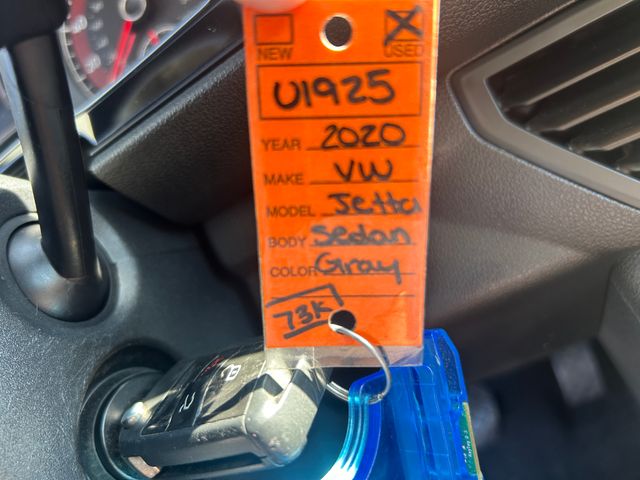 NEW USED
U1925
YEAR 2020
MAKE VW
MODEL Jetta
BODY Sedan
COLOR Gray
73K